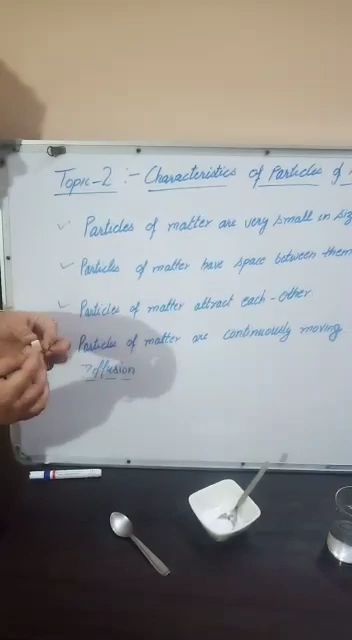 Topic-2 :- Characteristics of Particles of
Particles of matter are very small in siz
Particles of matter have space between them
Particles of matter attract each-other
Particles of matter are continuously moving
Diffusion